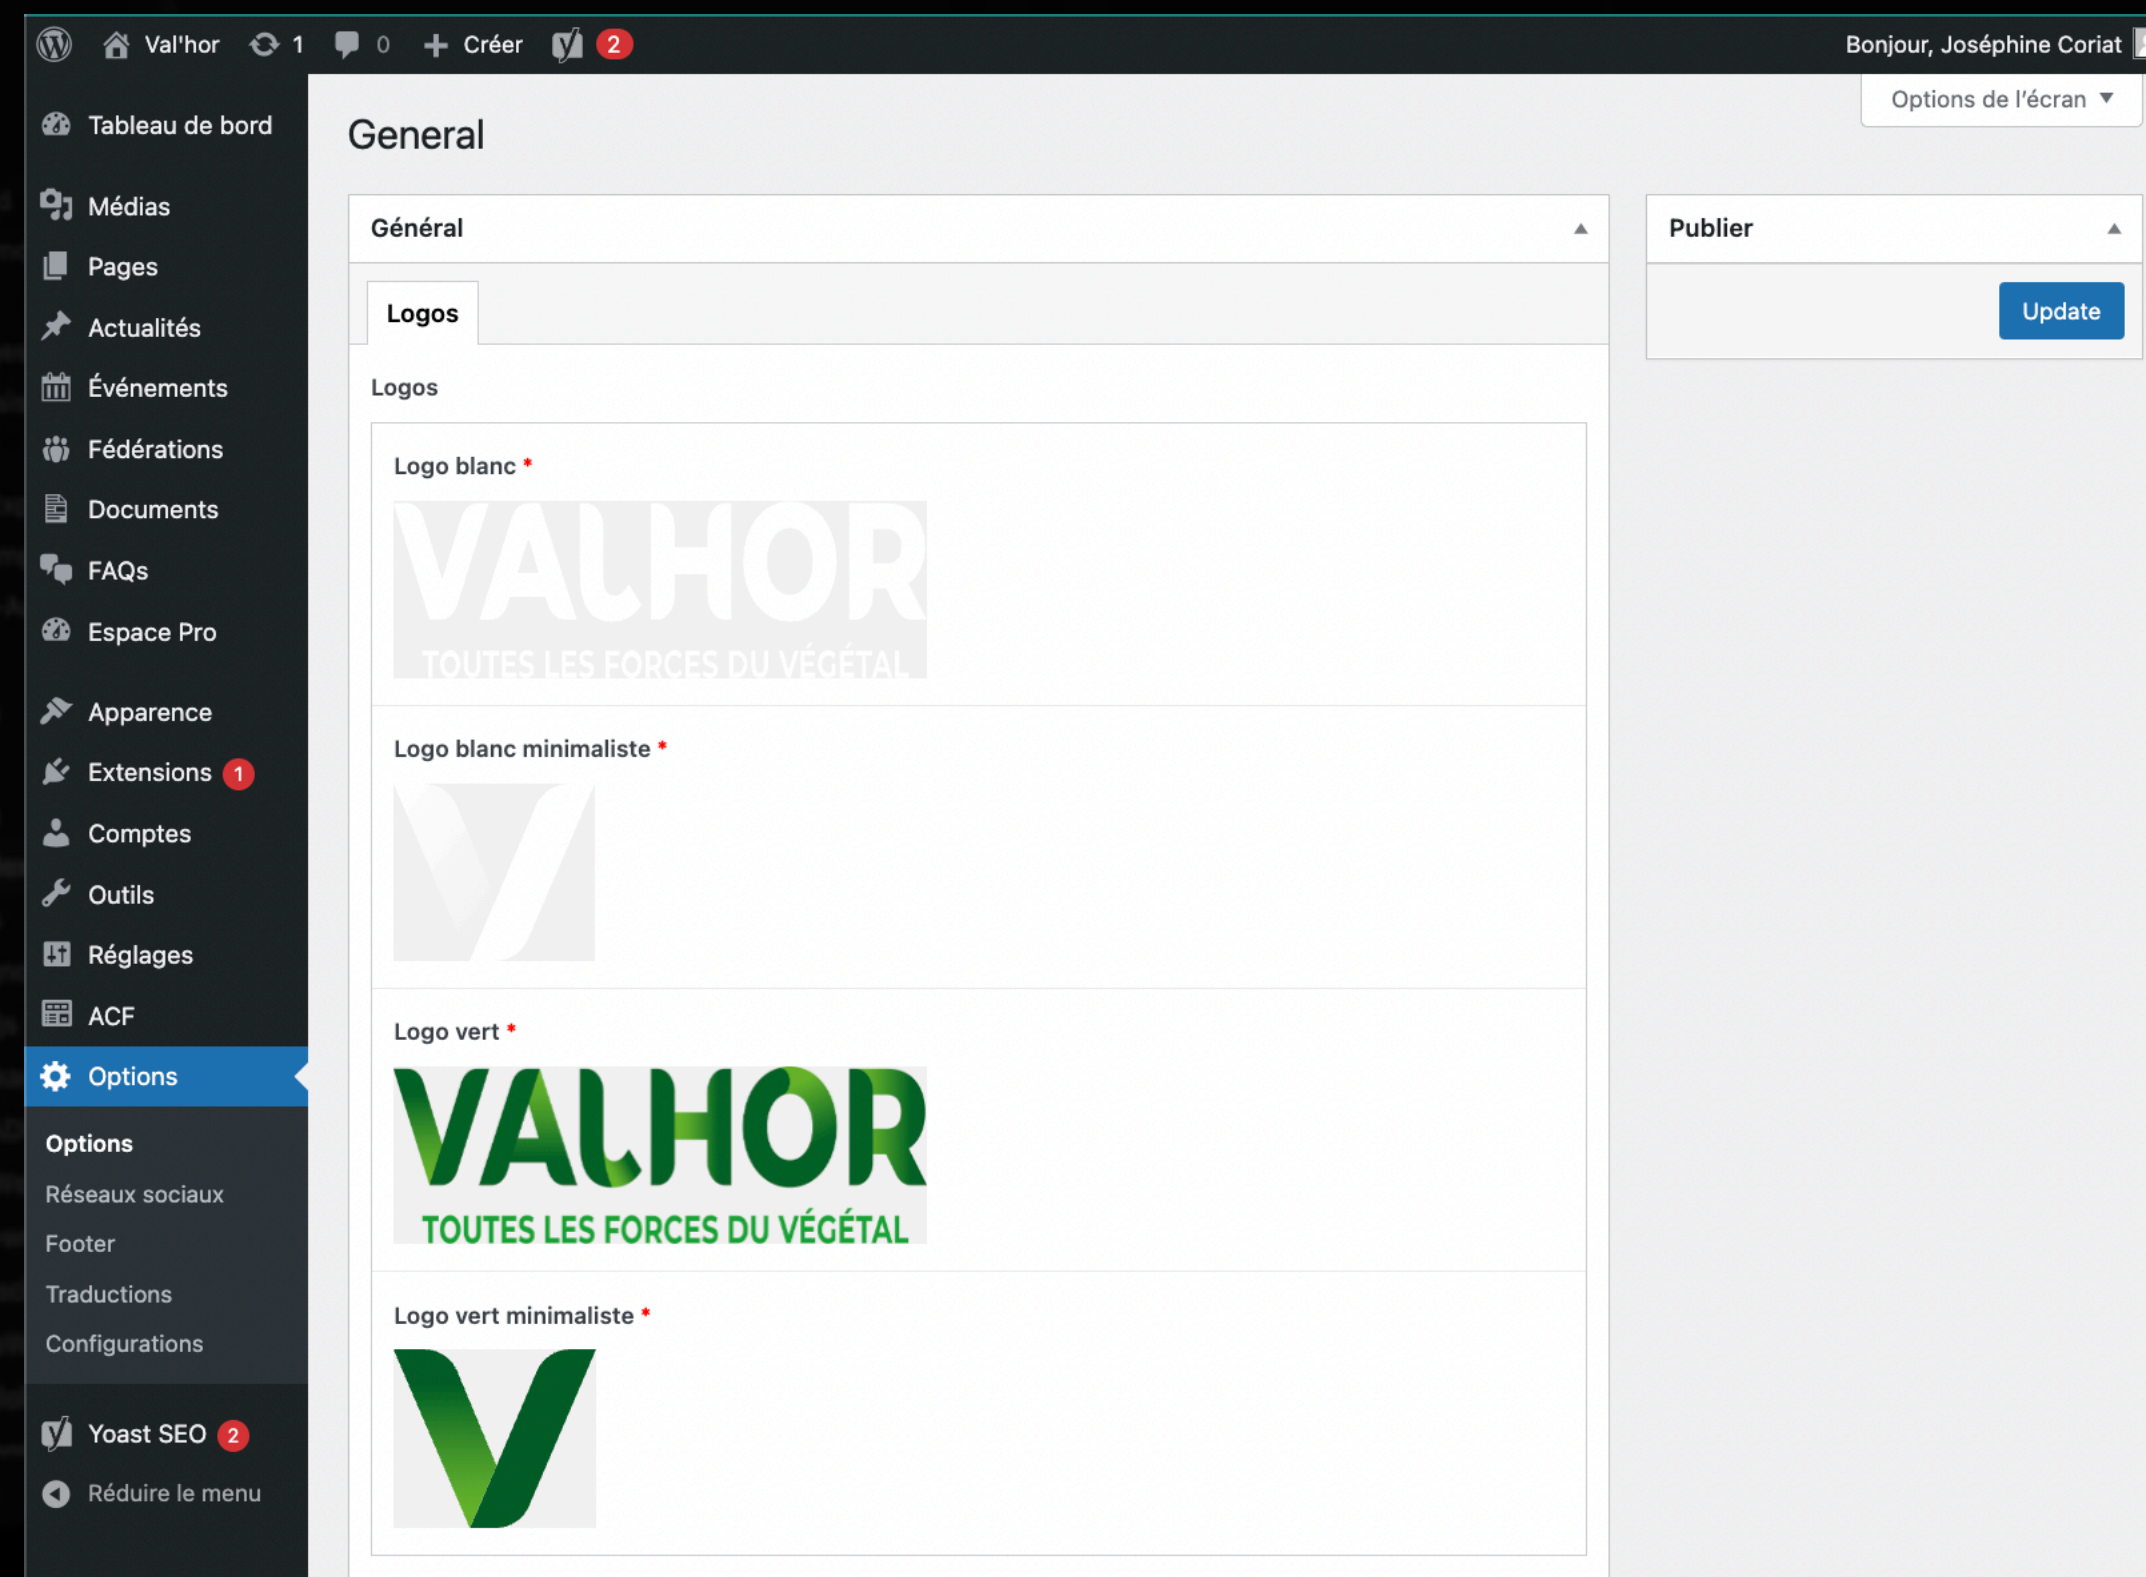 Val'hor 1 0 Créer 2
Bonjour, Joséphine Coriat
Options de l'écran
Tableau de bord
Médias
Pages
Actualités
Événements
Fédérations
Documents
FAQs
Espace Pro
Apparence
Extensions 1
Comptes
Outils
Réglages
ACF
Options
Options
Réseaux sociaux
Footer
Traductions
Configurations
Yoast SEO 2
Réduire le menu
General
Général
Logos
Logos
Logo blanc *
VALHOR
TOUTES LES FORCES DU VÉGÉTAL
Logo blanc minimaliste *
Logo vert *
VALHOR
TOUTES LES FORCES DU VÉGÉTAL
Logo vert minimaliste *
Publier
Update